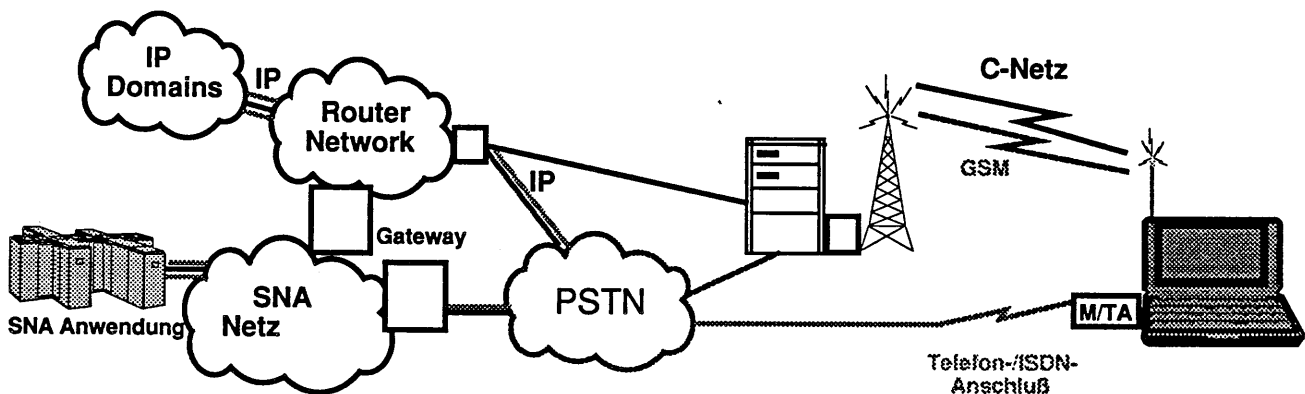 IP
Domains
IP
Router
Network
C-Netz
GSM
IP
Gateway
SNA
Netz
PSTN
SNA Anwendung
M/TA
Telefon-/ISDN-
Anschluß